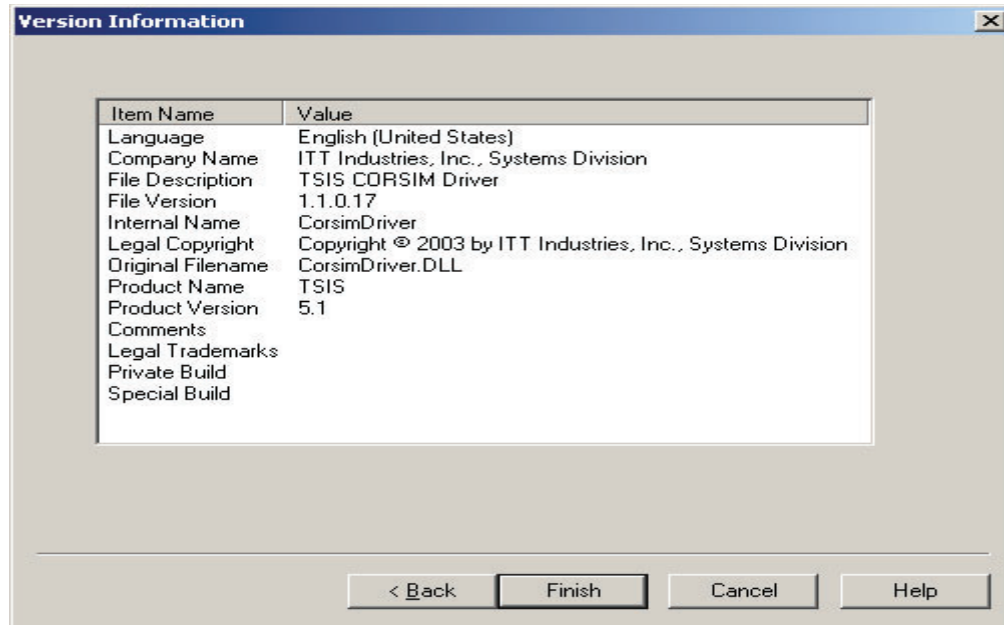 Version Information
Item Name Value
Language English (United States)
Company Name ITT Industries, Inc., Systems Division
File Description TSIS CORSIM Driver
File Version 1.1.0.17
Internal Name CorsimDriver
Legal Copyright Copyright © 2003 by ITT Industries, Inc., Systems Division
Original Filename CorsimDriver.DLL
Product Name TSIS
Product Version 5.1
Comments
Legal Trademarks
Private Build
Special Build
< Back Finish Cancel Help